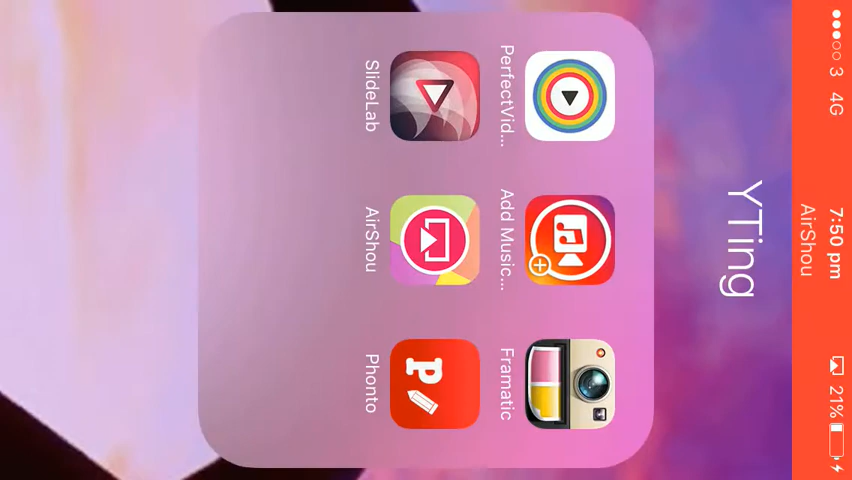 3 4G 7:50 pm 21%
AirShou
YTing
PerfectVid... Add Music... Framatic
SlideLab AirShou Phonto